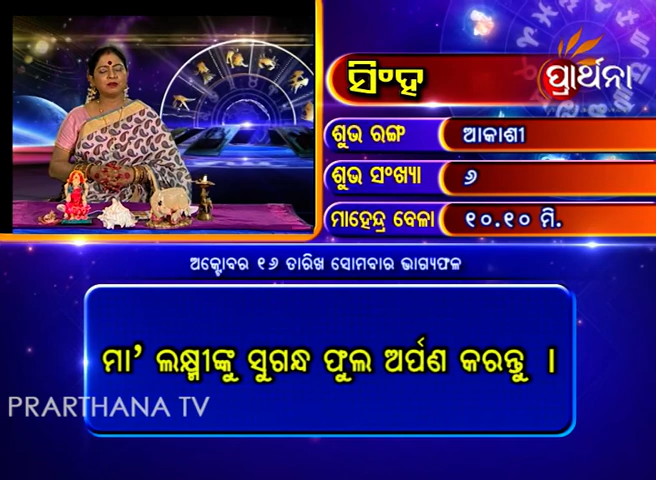 ସିଂହ
ପ୍ରାର୍ଥନା
ଶୁଭ ରଙ୍ଗ ଆକାଶୀ
ଶୁଭ ସଂଖ୍ୟା ୬
ମାହେନ୍ଦ୍ର ବେଳା ୧୦.୧୦ ମି.
ଅକ୍ଟୋବର ୧୬ ତାରିଖ ସୋମବାର ଭାଗ୍ୟଫଳ
ମା’ ଲକ୍ଷ୍ମୀଙ୍କୁ ସୁଗନ୍ଧ ଫୁଲ ଅର୍ପଣ କରନ୍ତୁ ।
PRARTHANA TV